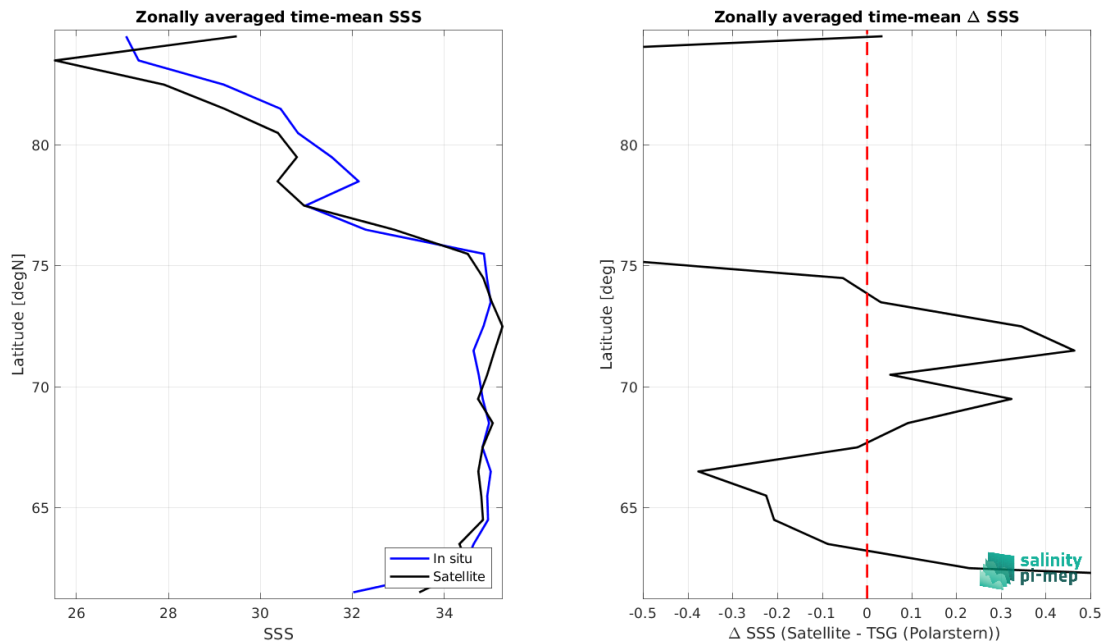 Zonally averaged time-mean SSS
80
75
70
65
Latitude [degN]
26
28
30
32
34
SSS
In situ
Satellite
Zonally averaged time-mean Δ SSS
80
75
70
65
Latitude [deg]
-0.5
-0.4
-0.3
-0.2
-0.1
0
0.1
0.2
0.3
0.4
0.5
Δ SSS (Satellite - TSG (Polarstern))
salinity
pi-mep